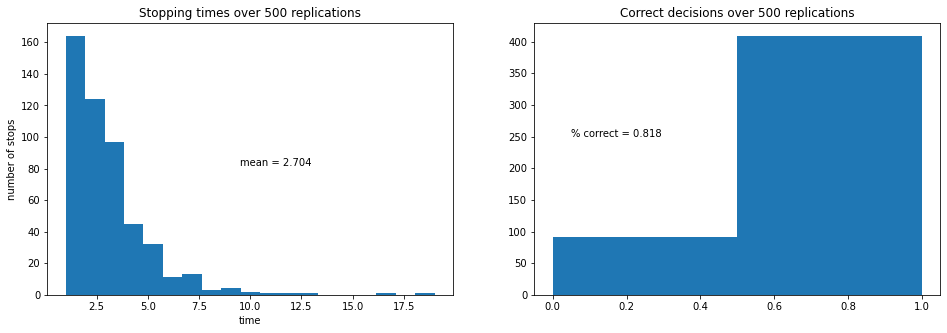 Stopping times over 500 replications
160
140
120
100
80
60
40
20
0
number of stops
mean = 2.704
2.5 5.0 7.5 10.0 12.5 15.0 17.5
time
Correct decisions over 500 replications
400
350
300
250
200
150
100
50
0
% correct = 0.818
0.0 0.2 0.4 0.6 0.8 1.0